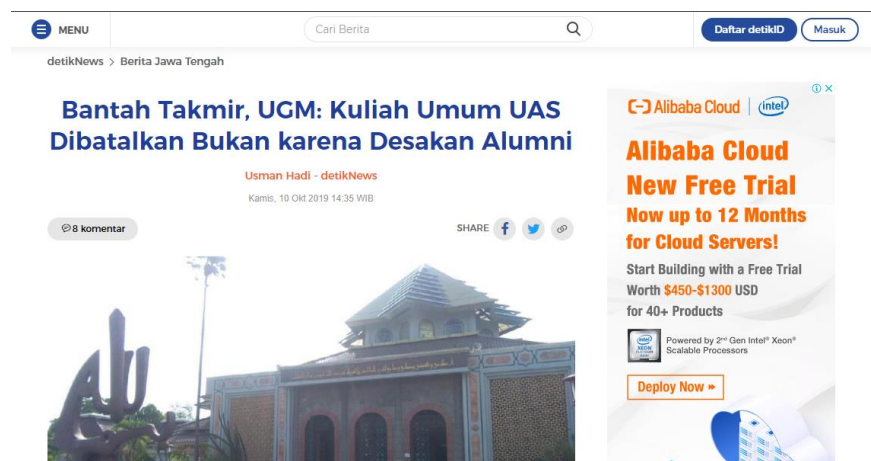 MENU
Cari Berita
Daftar detikID
Masuk
detikNews > Berita Jawa Tengah
Bantah Takmir, UGM: Kuliah Umum UAS
Dibatalkan Bukan karena Desakan Alumni
Usman Hadi - detikNews
Kamis, 10 Okt 2019 14:35 WIB
8 komentar
SHARE
Alibaba Cloud
intel
Alibaba Cloud
New Free Trial
Now up to 12 Months
for Cloud Servers!
Start Building with a Free Trial
Worth $450-$1300 USD
for 40+ Products
Powered by 2nd Gen Intel® Xeon®
Scalable Processors
Deploy Now »